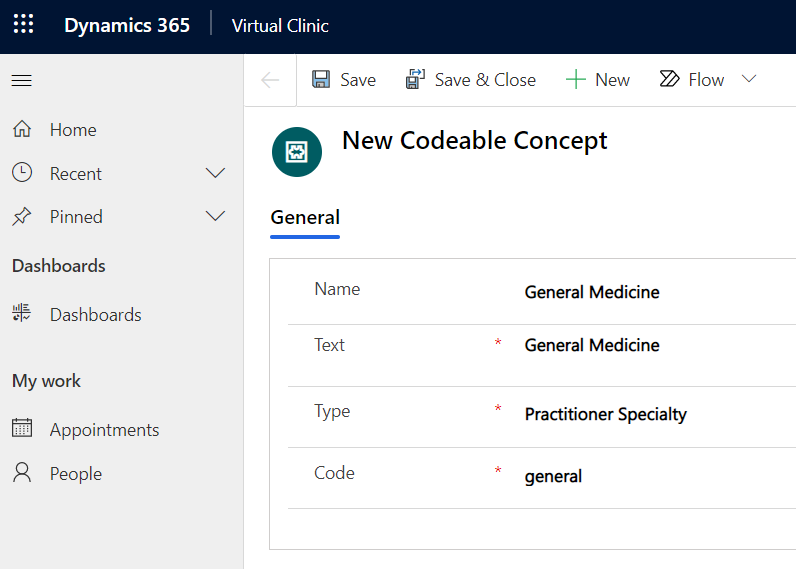 Dynamics 365 Virtual Clinic
Save Save & Close New Flow
Home
Recent
Pinned
Dashboards
Dashboards
My work
Appointments
People
New Codeable Concept
General
Name General Medicine
Text * General Medicine
Type * Practitioner Specialty
Code * general